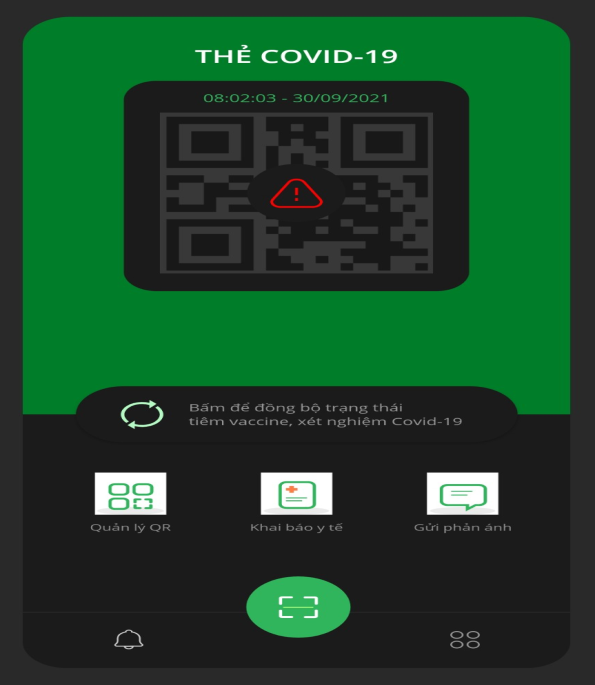 THẺ COVID-19
08:02:03 - 30/09/2021
Bấm để đồng bộ trạng thái
tiêm vaccine, xét nghiệm Covid-19
Quản lý QR
Khai báo y tế
Gửi phản ánh